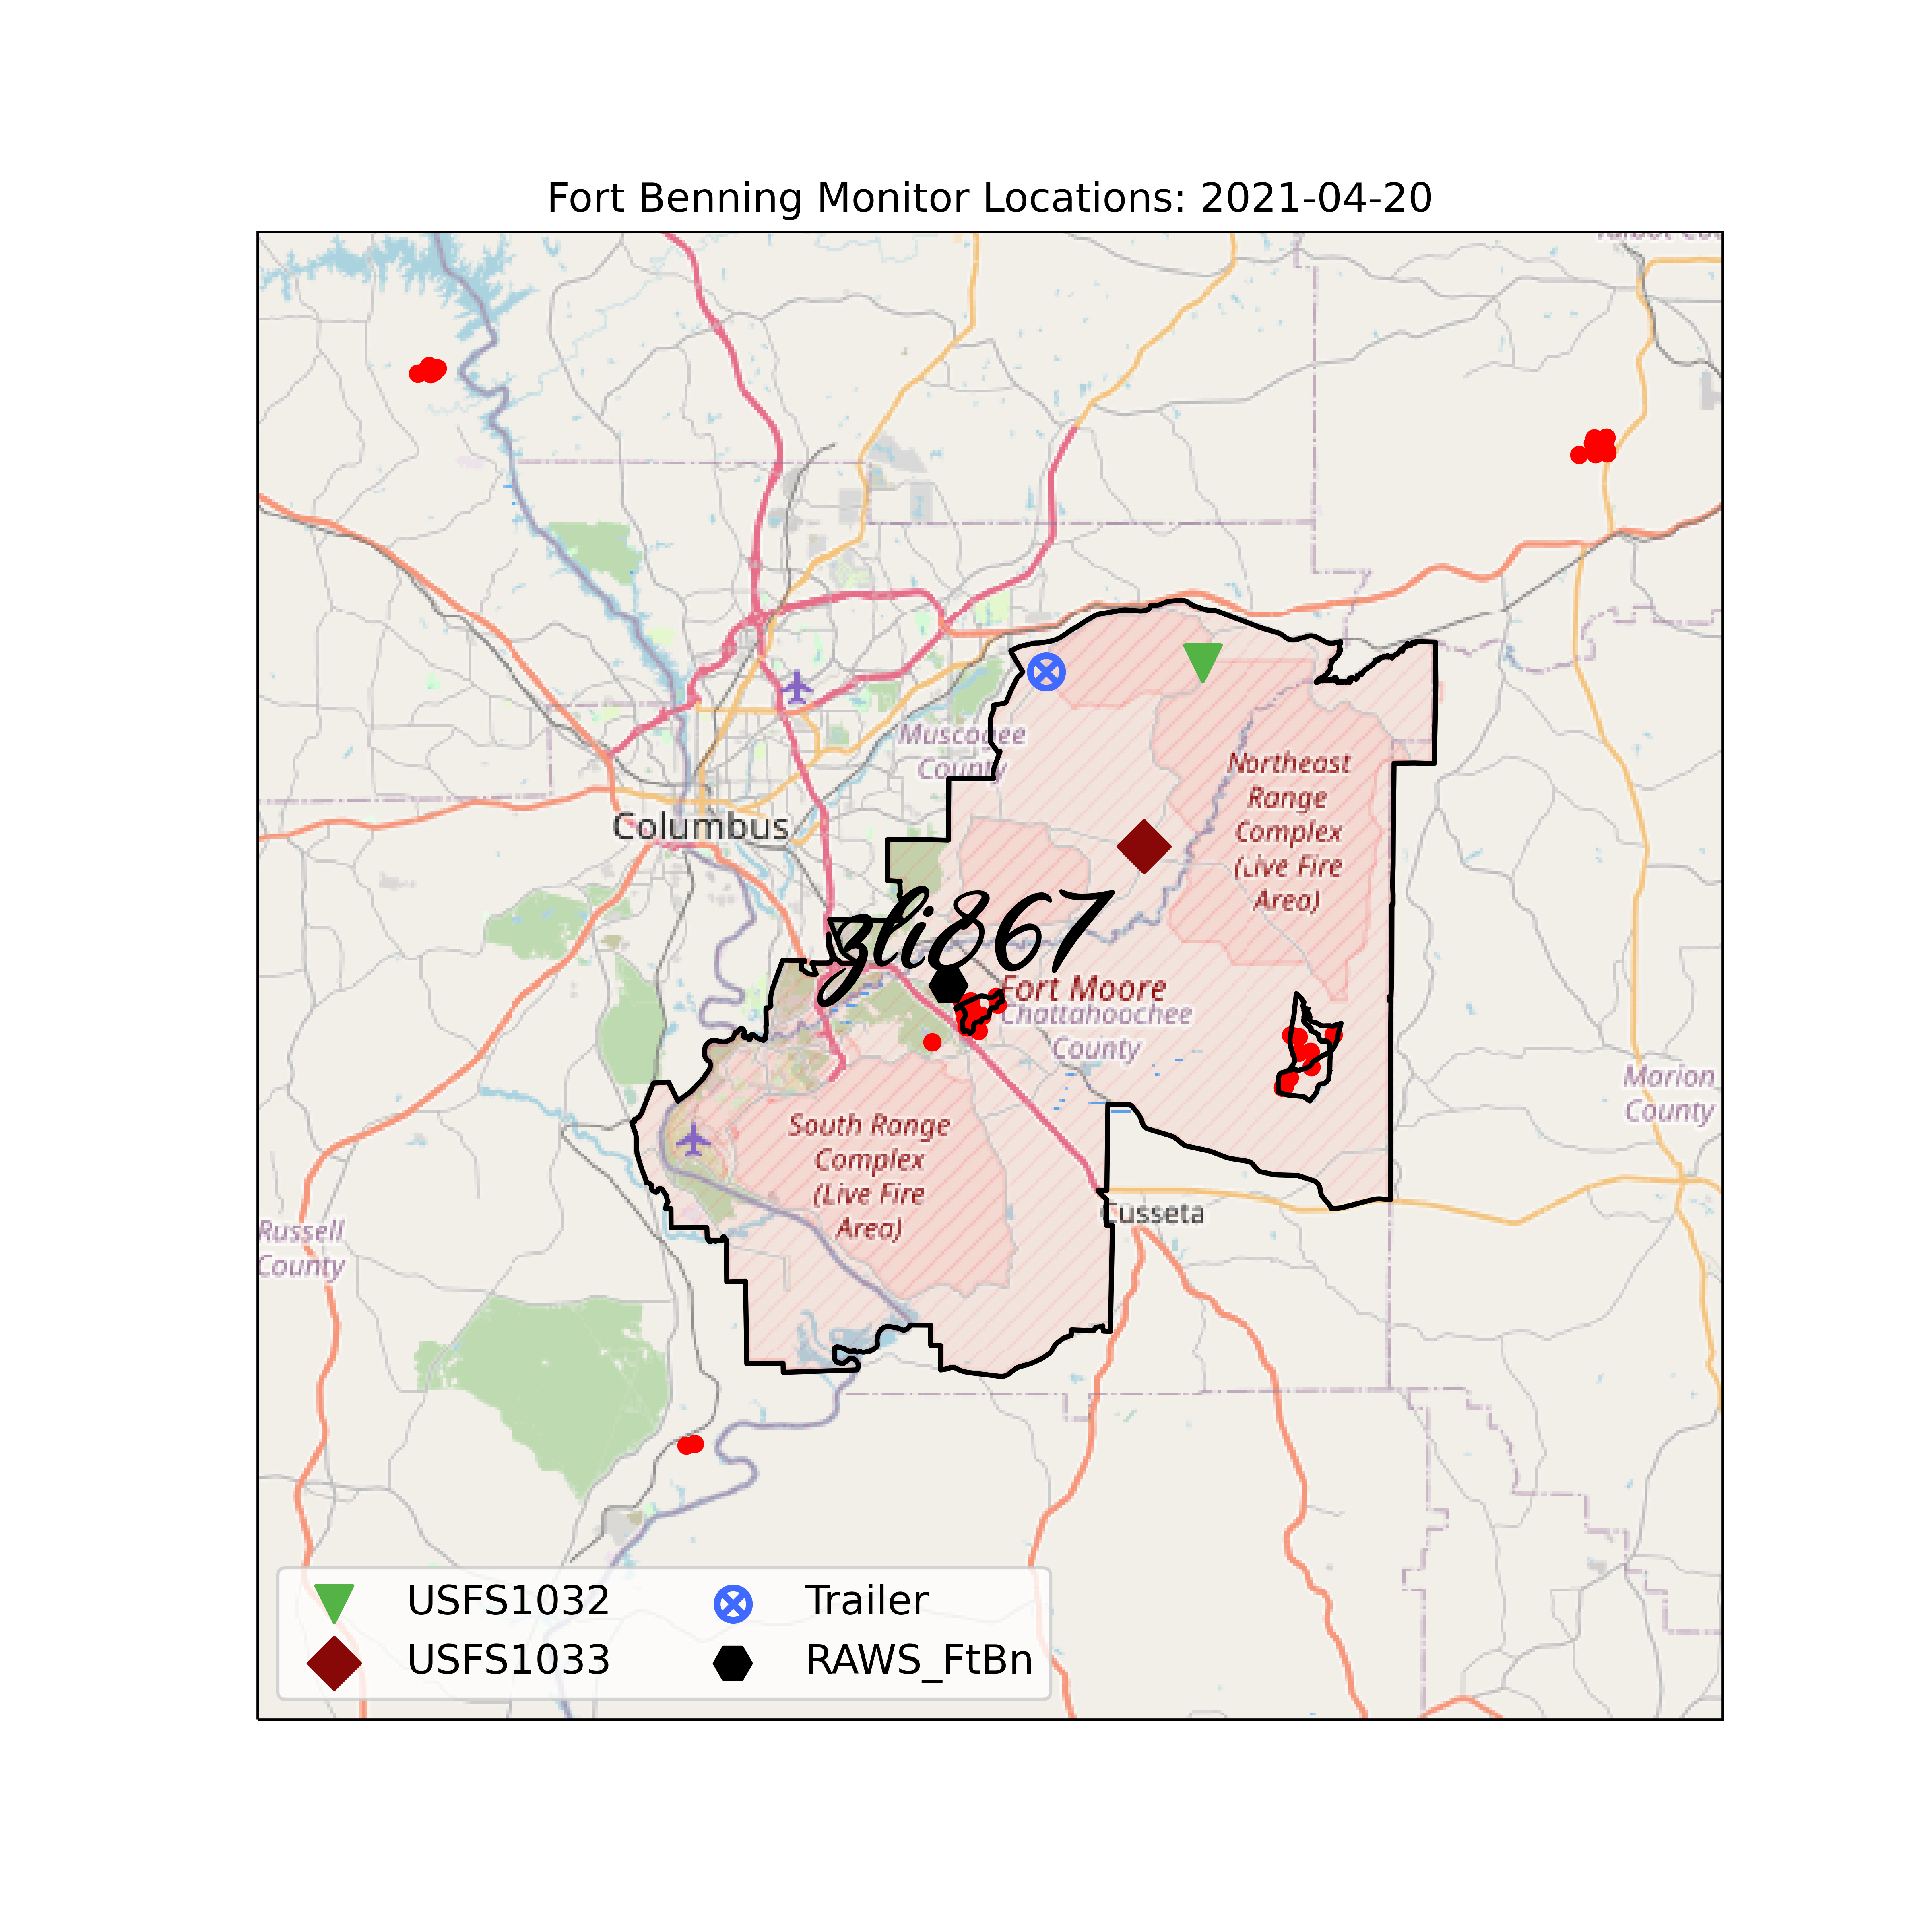 Fort Benning Monitor Locations: 2021-04-20
Muscogee
County
Northeast
Range
Complex
(Live Fire
Area)
Columbus
gli867
Fort Moore
Chattahoochee
County
Marion
County
South Range
Complex
(Live Fire
Area)
Cusseta
Russell
County
USFS1032
Trailer
USFS1033
RAWS_FtBn